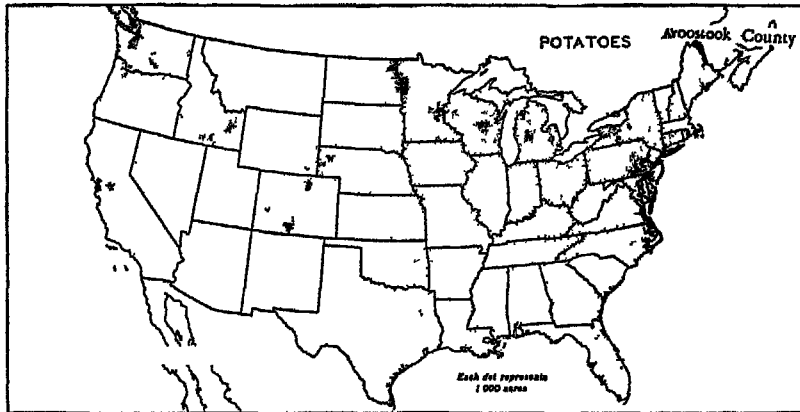 POTATOES
Aroostook County
Each dot represents
1 000 acres